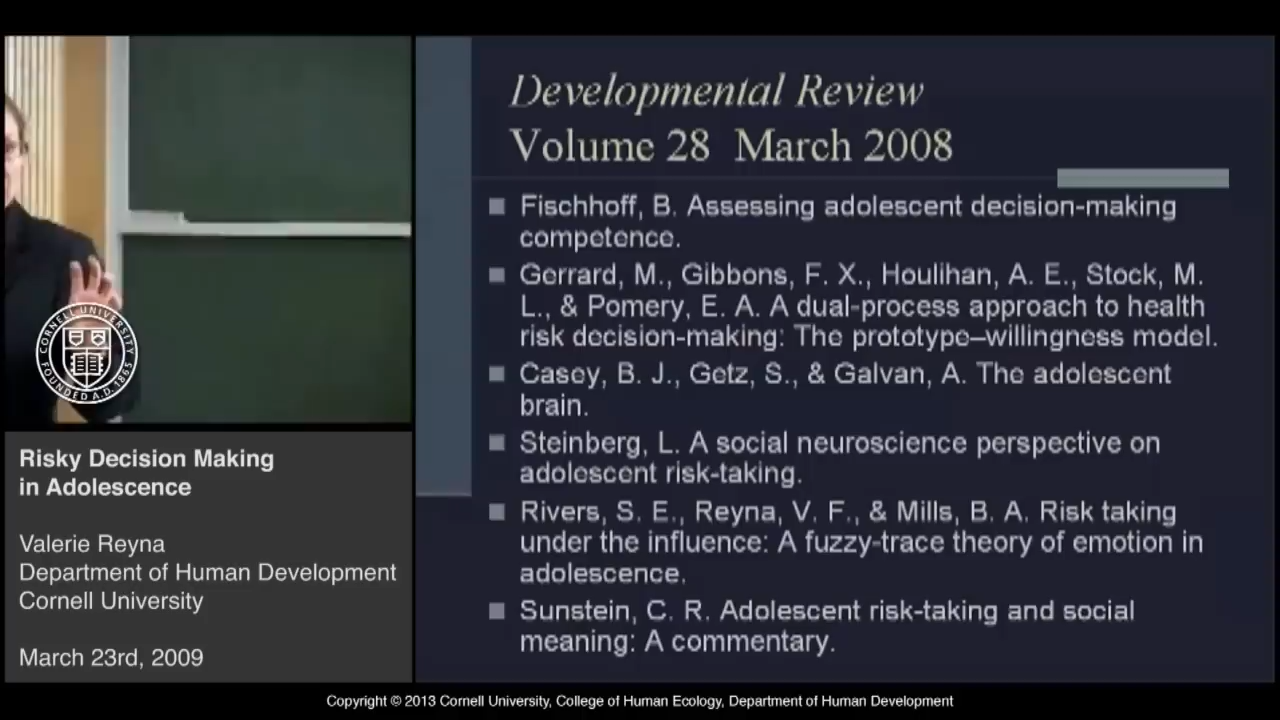 Developmental Review
Volume 28 March 2008
Fischhoff, B. Assessing adolescent decision-making
competence.
Gerrard, M., Gibbons, F. X., Houlihan, A. E., Stock, M.
L., & Pomery, E. A. A dual-process approach to health
risk decision-making: The prototype–willingness model.
Casey, B. J., Getz, S., & Galvan, A. The adolescent
brain.
Steinberg, L. A social neuroscience perspective on
adolescent risk-taking.
Rivers, S. E., Reyna, V. F., & Mills, B. A. Risk taking
under the influence: A fuzzy-trace theory of emotion in
adolescence.
Sunstein, C. R. Adolescent risk-taking and social
meaning: A commentary.
CORNELL UNIVERSITY
FOUNDED A.D. 1865
Risky Decision Making
in Adolescence
Valerie Reyna
Department of Human Development
Cornell University
March 23rd, 2009
Copyright © 2013 Cornell University, College of Human Ecology, Department of Human Development